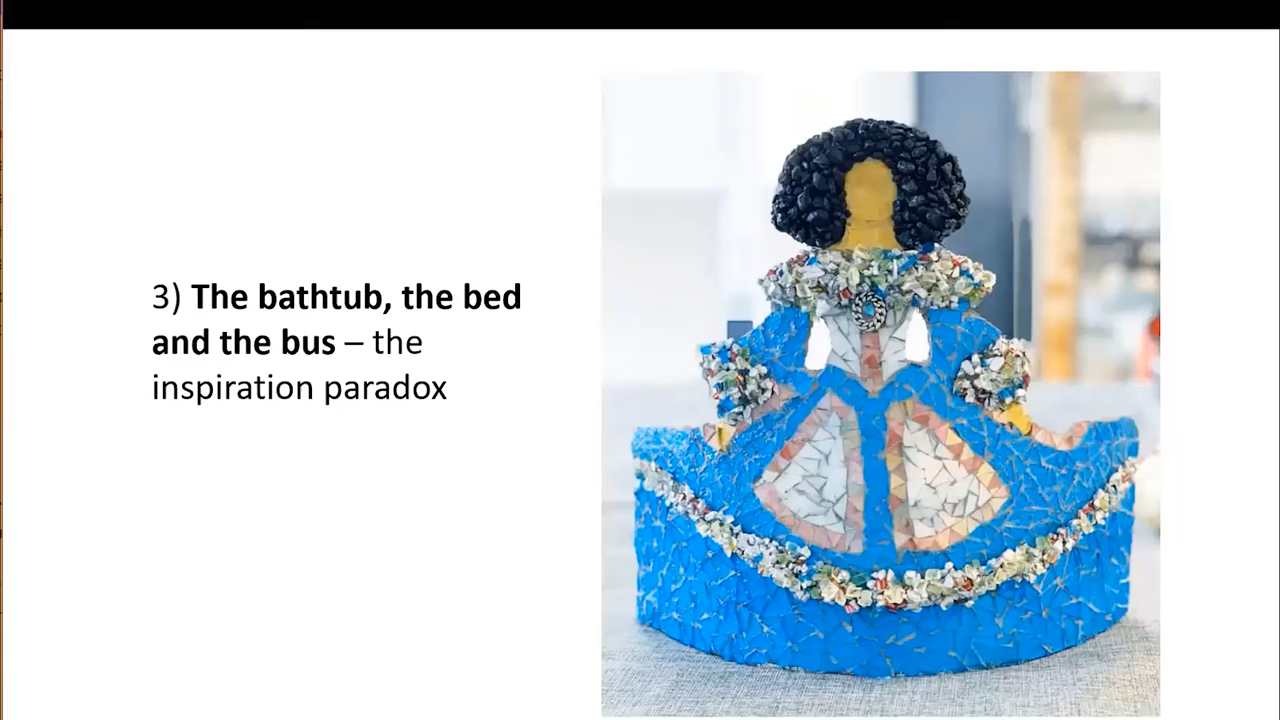 3) The bathtub, the bed
and the bus – the
inspiration paradox